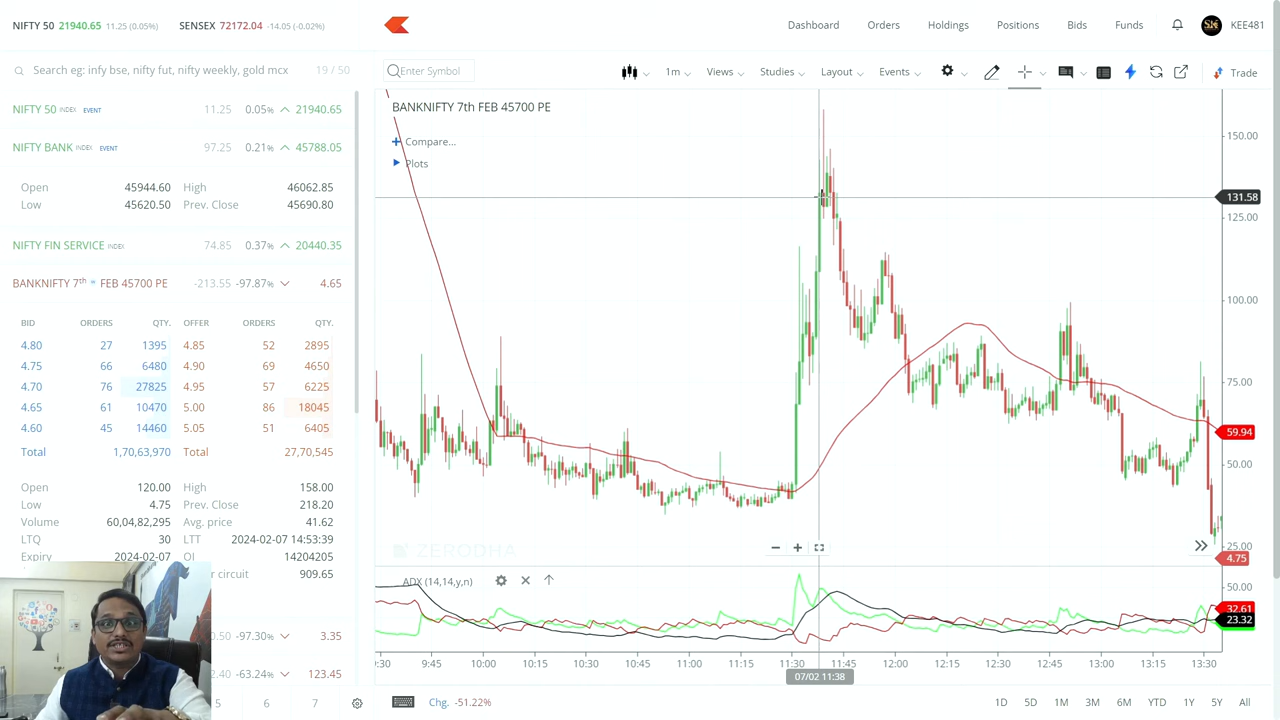 NIFTY 50 21940.65 11.25 (0.05%) SENSEX 72172.04 -14.05 (-0.02%)
Dashboard Orders Holdings Positions Bids Funds SK KEE481
Search eg: infy bse, nifty fut, nifty weekly, gold mcx 19 / 50
Enter Symbol 1m Views Studies Layout Events Trade
NIFTY 50 INDEX EVENT 11.25 0.05% 21940.65
NIFTY BANK INDEX EVENT 97.25 0.21% 45788.05
Open 45944.60 High 46062.85
Low 45620.50 Prev. Close 45690.80
NIFTY FIN SERVICE INDEX 74.85 0.37% 20440.35
BANKNIFTY 7th w FEB 45700 PE -213.55 -97.87% 4.65
BID ORDERS QTY. OFFER ORDERS QTY.
4.80 27 1395 4.85 52 2895
4.75 66 6480 4.90 69 4650
4.70 76 27825 4.95 57 6225
4.65 61 10470 5.00 86 18045
4.60 45 14460 5.05 51 6405
Total 1,70,63,970 Total 27,70,545
Open 120.00 High 158.00
Low 4.75 Prev. Close 218.20
Volume 60,04,82,295 Avg. price 41.62
LTQ 30 LTT 2024-02-07 14:53:39
Expiry 2024-02-07 OI 14204205
r circuit 909.65
0.50 -97.30% 3.35
2.40 -63.24% 123.45
5 6 7
BANKNIFTY 7th FEB 45700 PE
Compare...
Plots
150.00
131.58
125.00
100.00
75.00
59.94
50.00
25.00
4.75
ZERODHA
ADX (14,14,y,n)
50.00
32.61
23.32
:30 9:45 10:00 10:15 10:30 10:45 11:00 11:15 11:30 11:45 12:00 12:15 12:30 12:45 13:00 13:15 13:30
07/02 11:38
Chg. -51.22% 1D 5D 1M 3M 6M YTD 1Y 5Y All